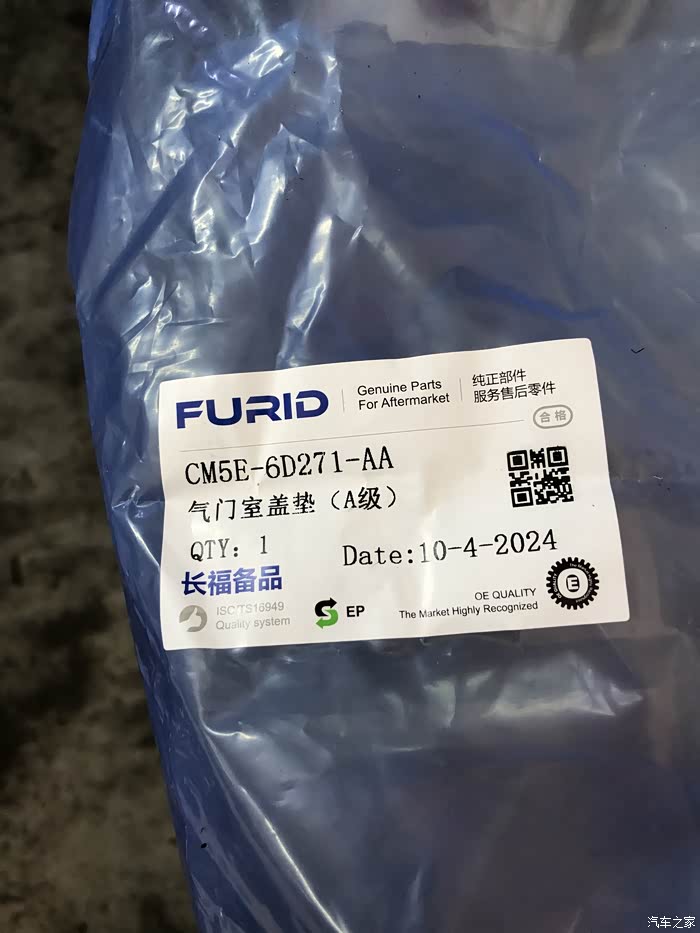 FURID
Genuine Parts
For Aftermarket
纯正部件
服务售后零件
合格
CM5E-6D271-AA
气门室盖垫（A级）
QTY: 1
Date:10-4-2024
长福备品
ISO/TS16949
Quality system
EP
OE QUALITY
The Market Highly Recognized
E
汽车之家